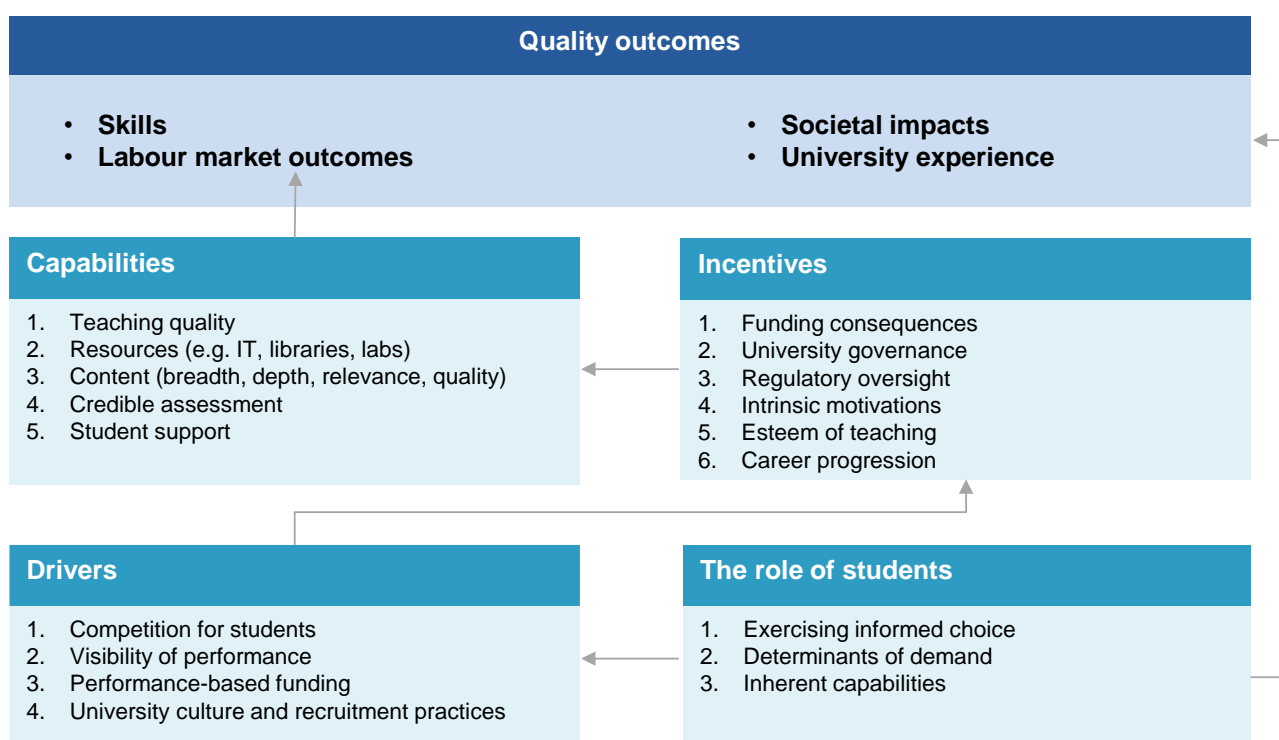 Quality outcomes
• Skills
• Labour market outcomes
• Societal impacts
• University experience
Capabilities
1. Teaching quality
2. Resources (e.g. IT, libraries, labs)
3. Content (breadth, depth, relevance, quality)
4. Credible assessment
5. Student support
Incentives
1. Funding consequences
2. University governance
3. Regulatory oversight
4. Intrinsic motivations
5. Esteem of teaching
6. Career progression
Drivers
1. Competition for students
2. Visibility of performance
3. Performance-based funding
4. University culture and recruitment practices
The role of students
1. Exercising informed choice
2. Determinants of demand
3. Inherent capabilities